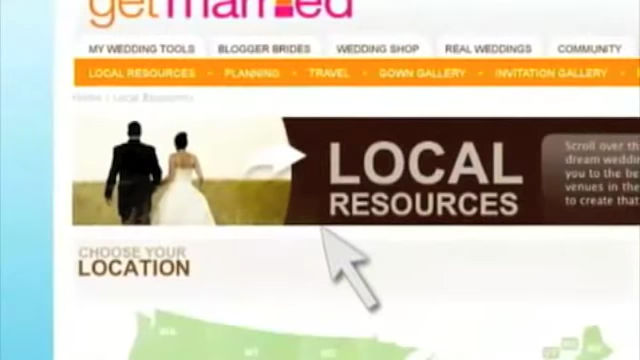 getmarried
MY WEDDING TOOLS BLOGGER BRIDES WEDDING SHOP REAL WEDDINGS COMMUNITY
LOCAL RESOURCES PLANNING TRAVEL GOWN GALLERY INVITATION GALLERY
Home / Local Resources
LOCAL
RESOURCES
Scroll over th
dream weddin
you to the be
venues in the
to create that
CHOOSE YOUR
LOCATION